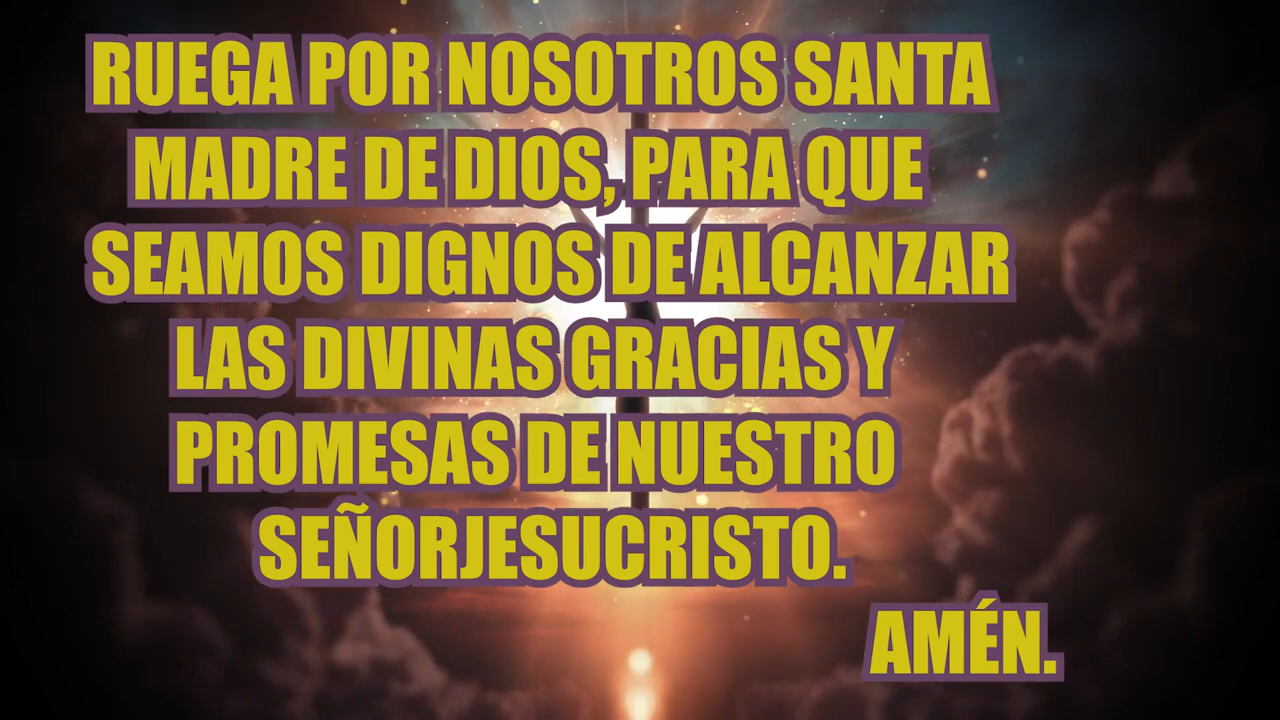 RUEGA POR NOSOTROS SANTA
MADRE DE DIOS, PARA QUE
SEAMOS DIGNOS DE ALCANZAR
LAS DIVINAS GRACIAS Y
PROMESAS DE NUESTRO
SEÑORJESUCRISTO.
AMÉN.